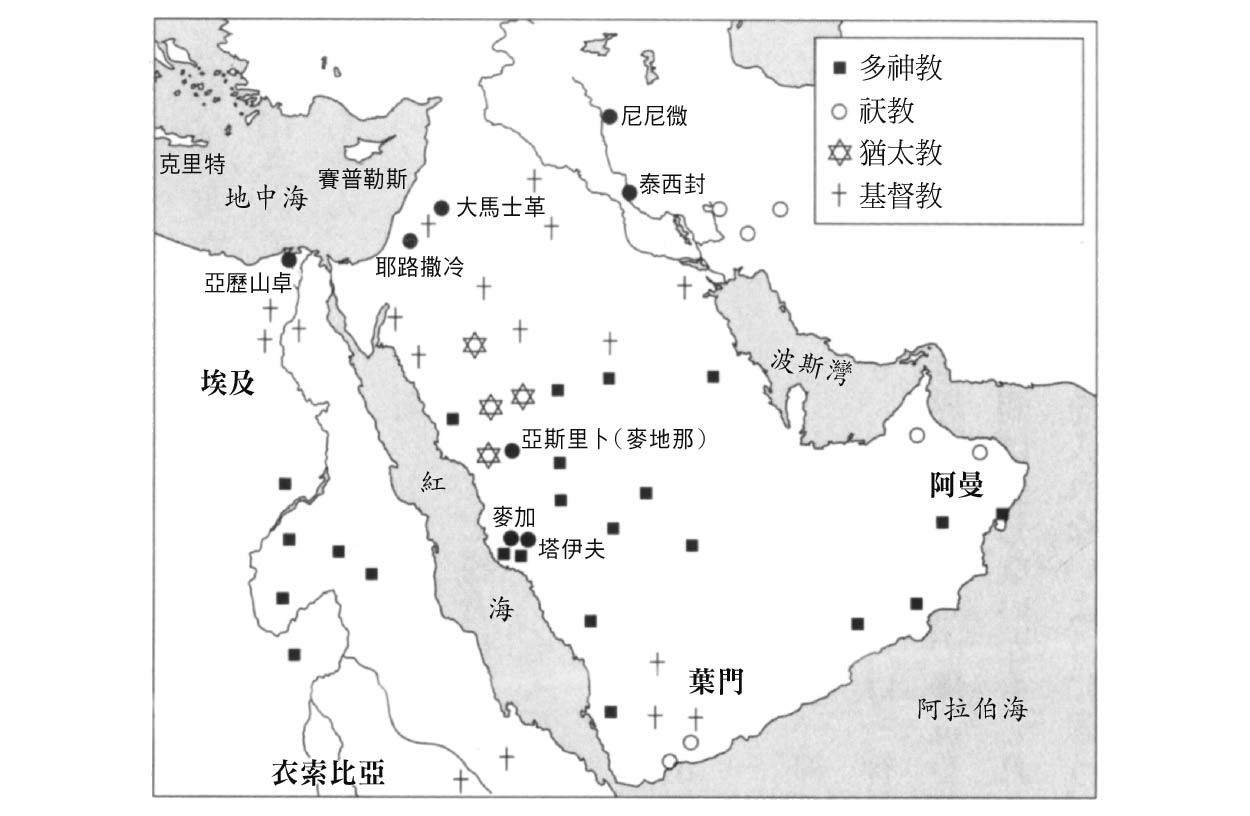 多神教
祆教
猶太教
基督教
尼尼微
克里特
賽普勒斯
泰西封
地中海
大馬士革
耶路撒冷
亞歷山卓
埃及
波斯灣
亞斯里卜（麥地那）
紅
海
阿曼
麥加
塔伊夫
葉門
阿拉伯海
衣索比亞